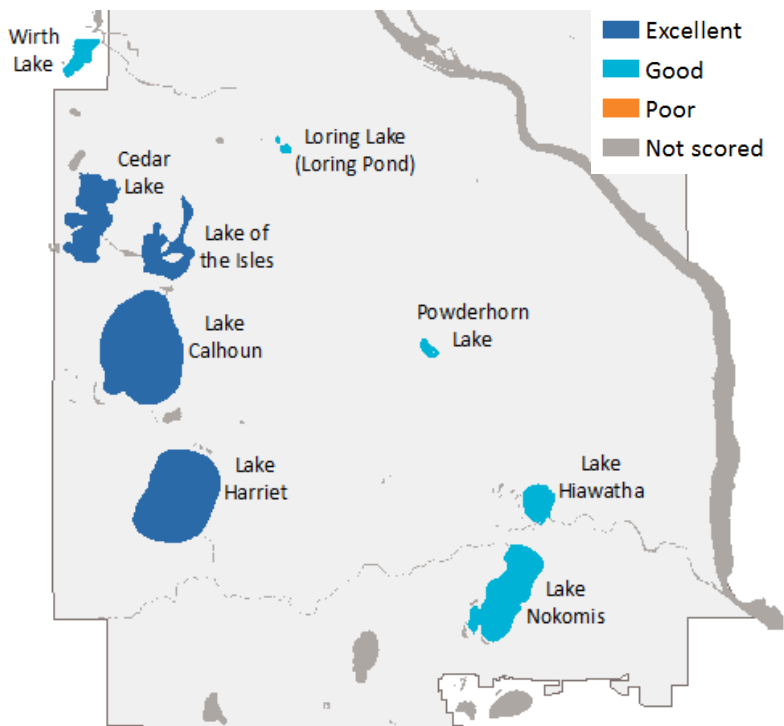 Wirth
Lake
Excellent
Good
Poor
Not scored
Loring Lake
(Loring Pond)
Cedar
Lake
Lake of
the Isles
Lake
Calhoun
Powderhorn
Lake
Lake
Harriet
Lake
Hiawatha
Lake
Nokomis